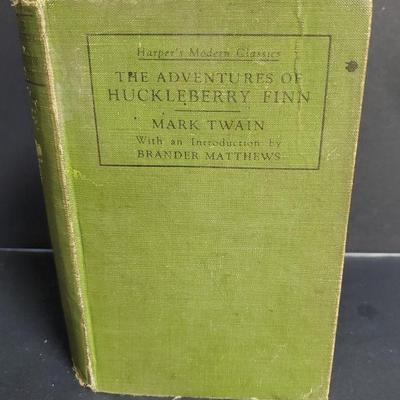 Harper's Modern Classics
THE ADVENTURES OF
HUCKLEBERRY FINN
MARK TWAIN
With an Introduction by
BRANDER MATTHEWS